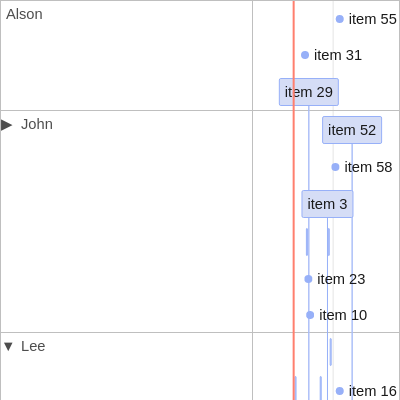 Alson
item 55
item 31
item 29
▶ John
item 52
item 58
item 3
item 23
item 10
▼ Lee
item 16